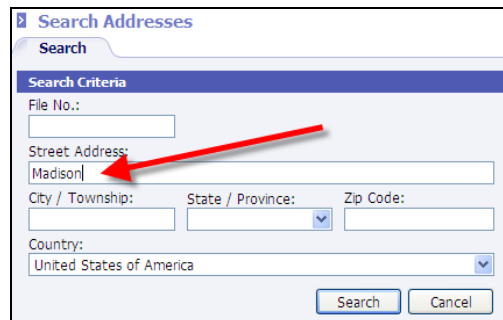 Search Addresses
Search
Search Criteria
File No.:
Street Address:
Madison
City / Township: State / Province: Zip Code:
Country:
United States of America
Search Cancel